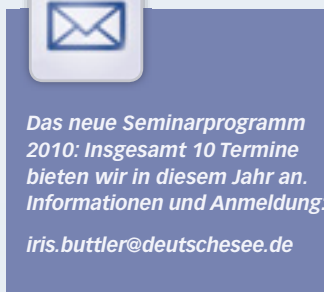 Das neue Seminarprogramm
2010: Insgesamt 10 Termine
bieten wir in diesem Jahr an.
Informationen und Anmeldung:
iris.buttler@deutschesee.de